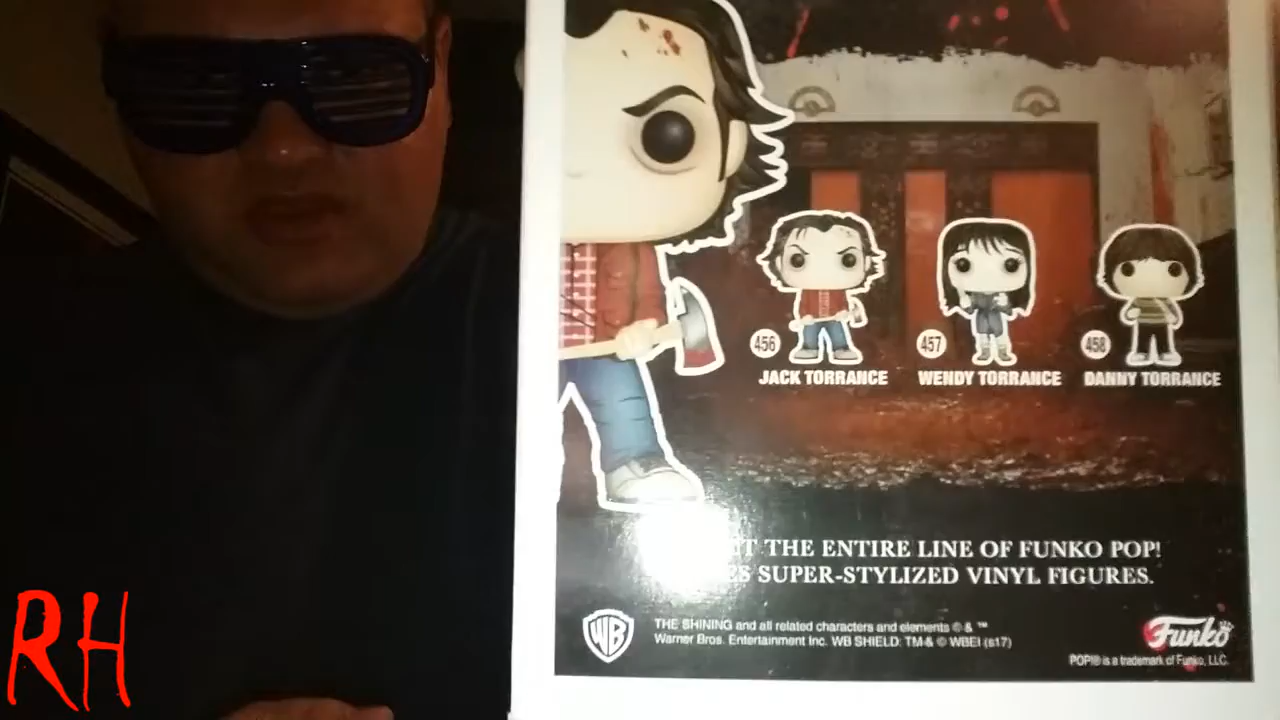 456
457
458
JACK TORRANCE
WENDY TORRANCE
DANNY TORRANCE
THE ENTIRE LINE OF FUNKO POP!
SUPER-STYLIZED VINYL FIGURES.
WB
THE SHINING and all related characters and elements © & ™
Warner Bros. Entertainment Inc. WB SHIELD: TM & © WBEI (s17)
Funko
POP!® is a trademark of Funko, LLC.
RH